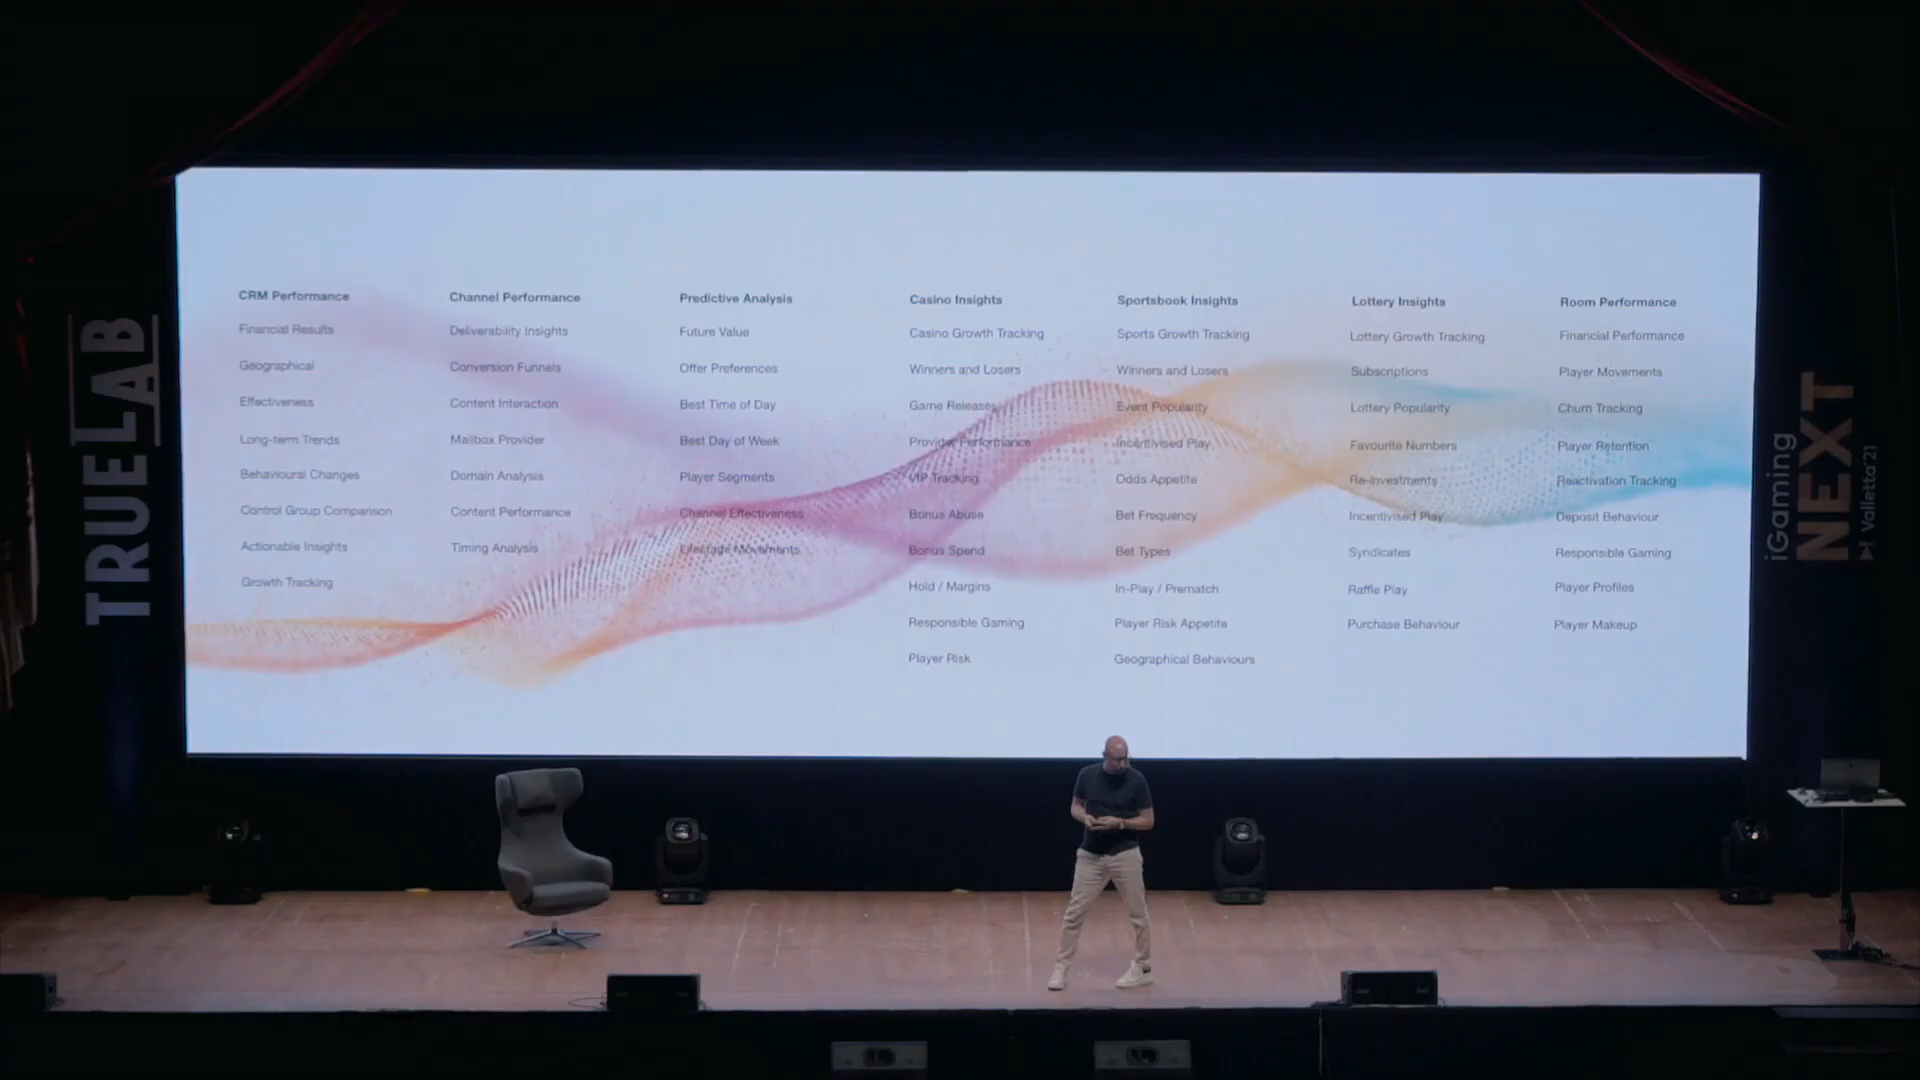 TRUELAB
CRM Performance
Financial Results
Geographical
Effectiveness
Long-term Trends
Behavioural Changes
Control Group Comparison
Actionable Insights
Growth Tracking
Channel Performance
Deliverability Insights
Conversion Funnels
Content Interaction
Mailbox Provider
Domain Analysis
Content Performance
Timing Analysis
Predictive Analysis
Future Value
Offer Preferences
Best Time of Day
Best Day of Week
Player Segments
Channel Effectiveness
Lifestage Movements
Casino Insights
Casino Growth Tracking
Winners and Losers
Game Releases
Provider Performance
VIP Tracking
Bonus Abuse
Bonus Spend
Hold / Margins
Responsible Gaming
Player Risk
Sportsbook Insights
Sports Growth Tracking
Winners and Losers
Event Popularity
Incentivised Play
Odds Appetite
Bet Frequency
Bet Types
In-Play / Prematch
Player Risk Appetite
Geographical Behaviours
Lottery Insights
Lottery Growth Tracking
Subscriptions
Lottery Popularity
Favourite Numbers
Re-Investments
Incentivised Play
Syndicates
Raffle Play
Purchase Behaviour
Room Performance
Financial Performance
Player Movements
Churn Tracking
Player Retention
Reactivation Tracking
Deposit Behaviour
Responsible Gaming
Player Profiles
Player Makeup
iGaming
NEXT
Valletta'21